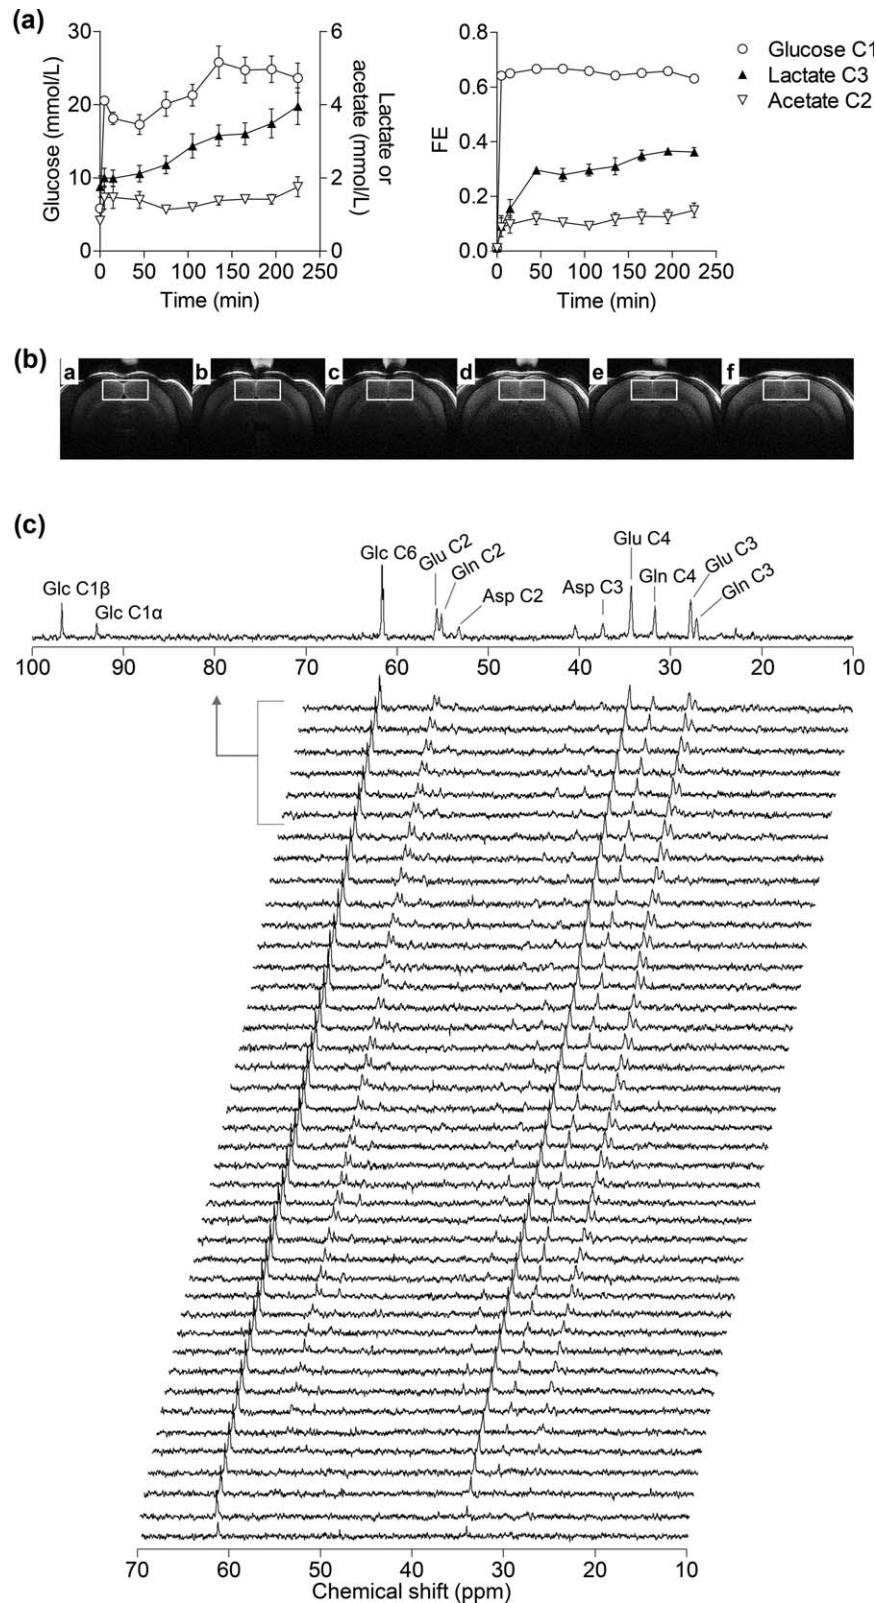 (a)
30
20
10
0
Glucose (mmol/L)
6
4
2
0
Lactate or
acetate (mmol/L)
0 50 100 150 200 250
Time (min)
0.8
0.6
0.4
0.2
0.0
FE
0 50 100 150 200 250
Time (min)
Glucose C1
Lactate C3
Acetate C2
(b)
a b c d e f
(c)
Glc C1β
Glc C1α
Glc C6
Glu C2
Gln C2
Asp C2
Asp C3
Glu C4
Gln C4
Glu C3
Gln C3
100 90 80 70 60 50 40 30 20 10
70 60 50 40 30 20 10
Chemical shift (ppm)